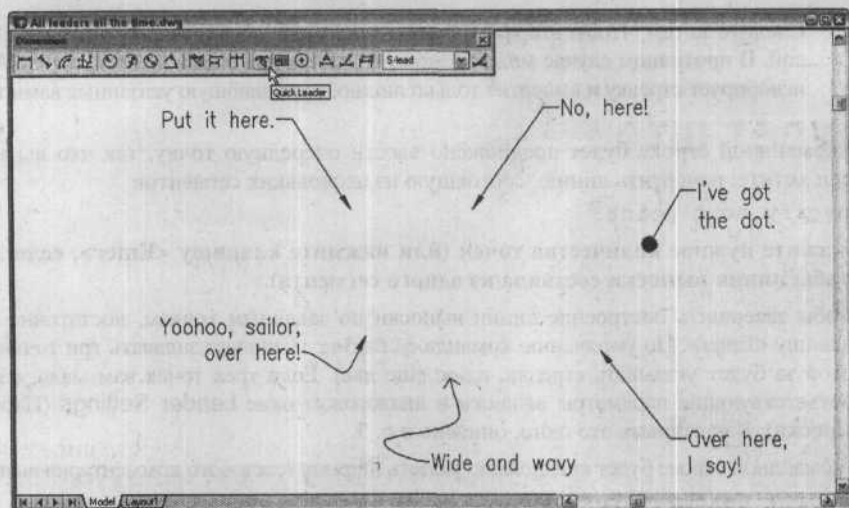 All leaders all the time.dwg
Dimension
S-lead
Quick Leader
Put it here.
No, here!
I've got
the dot.
Yoohoo, sailor,
over here!
Wide and wavy
Over here,
I say!
Model
Layout1